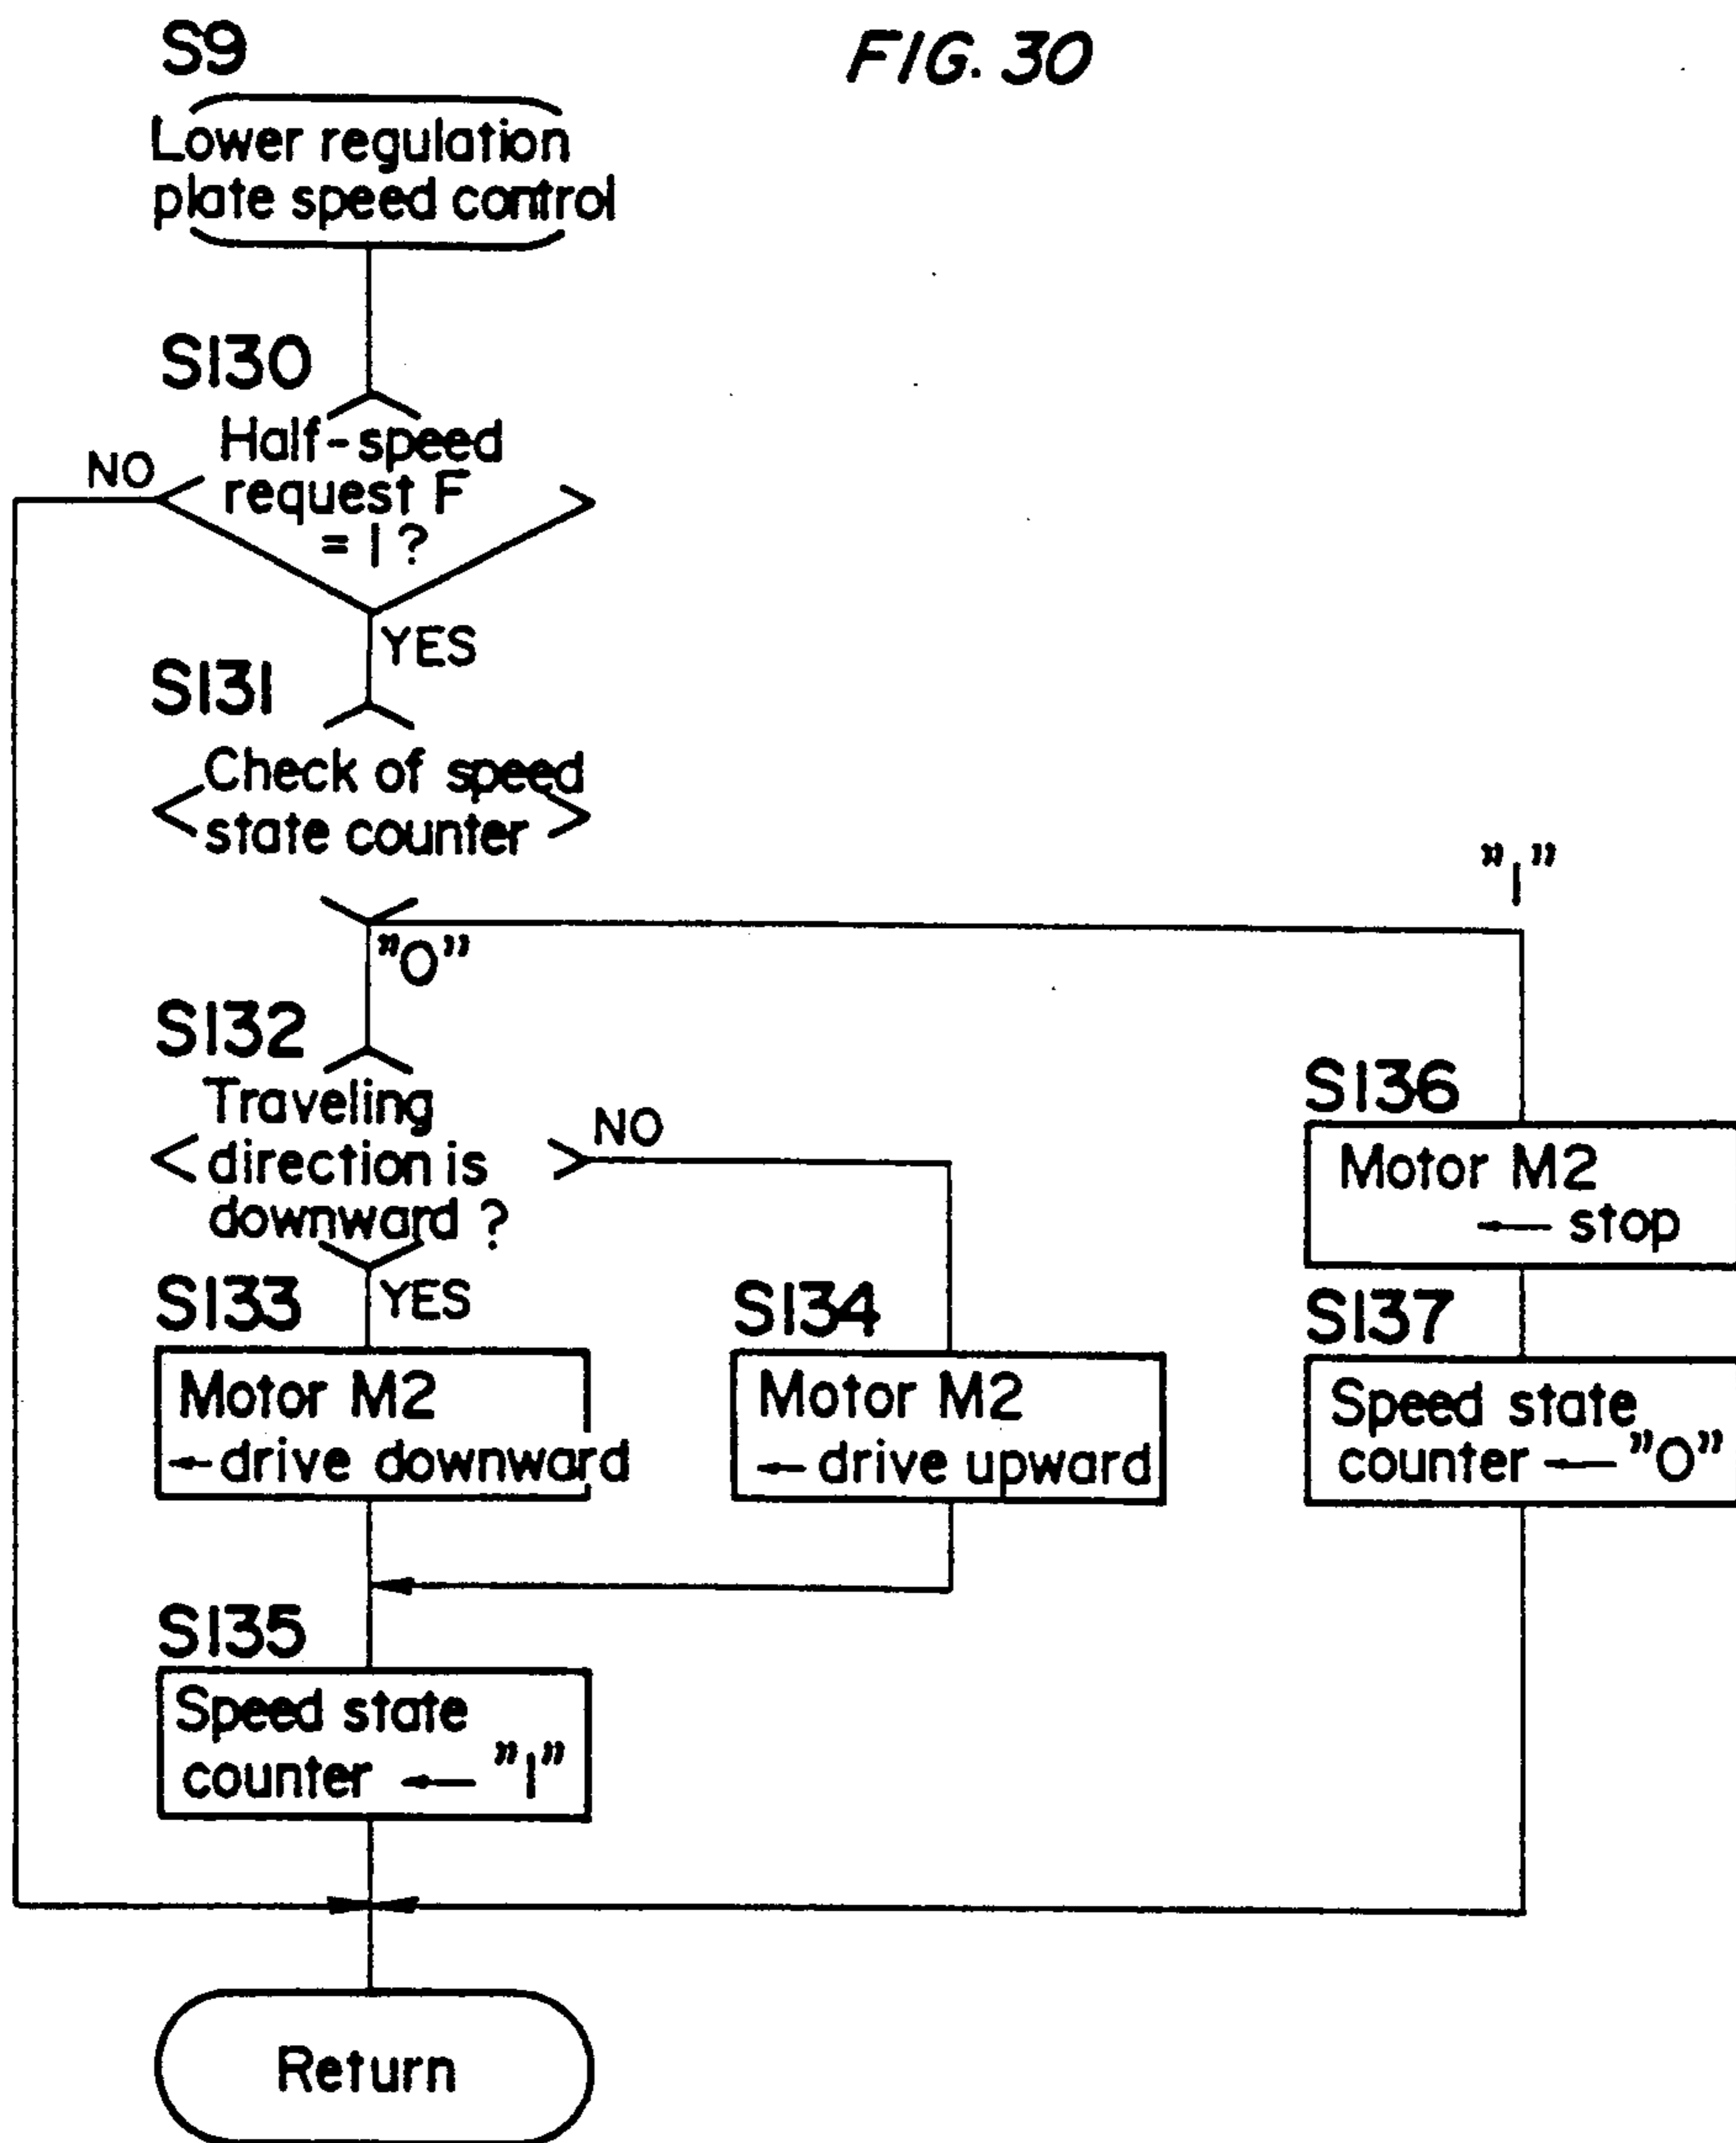 S9
FIG. 30
Lower regulation
plate speed control
S130
Half-speed
request F
= 1 ?
NO
YES
S131
Check of speed
state counter
"0"
"1"
S132
Traveling
direction is
downward ?
NO
YES
S133
Motor M2
← drive downward
S134
Motor M2
← drive upward
S135
Speed state
counter ← "1"
S136
Motor M2
← stop
S137
Speed state
counter ← "0"
Return